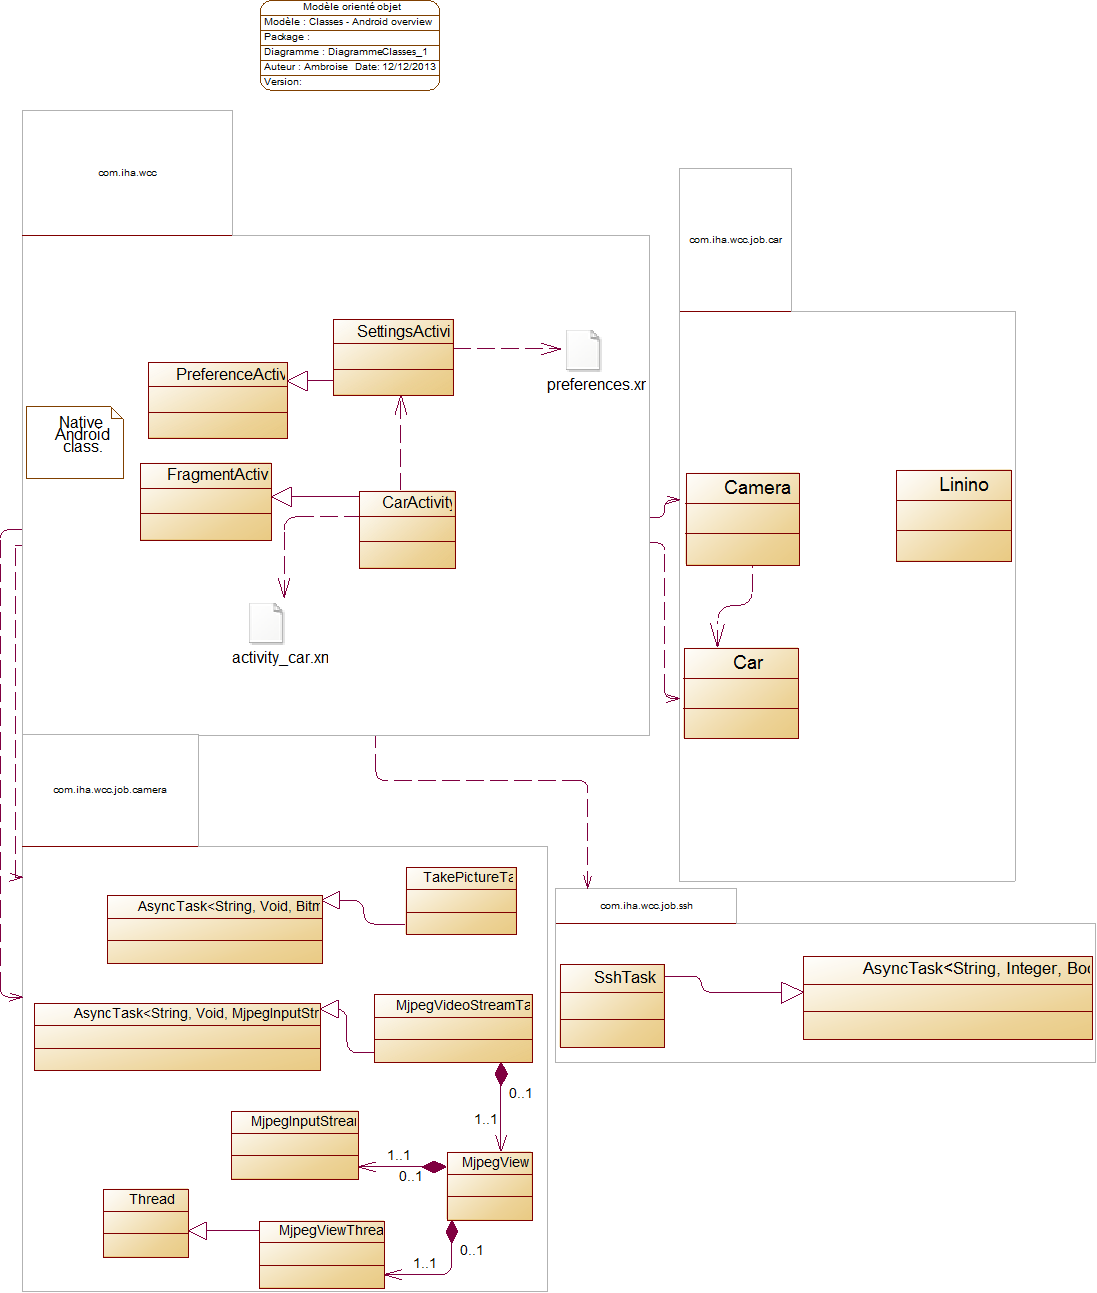 Modèle orienté objet
Modèle : Classes - Android overview
Package :
Diagramme : DiagrammeClasses_1
Auteur : Ambroise Date: 12/12/2013
Version:
com.iha.wcc
com.iha.wcc.job.car
SettingsActivi
preferences.xr
PreferenceActiv
Native
Android
class.
FragmentActiv
CarActivity
activity_car.xn
Camera
Linino
Car
com.iha.wcc.job.camera
TakePictureTa
AsyncTask<String, Void, Bitm
AsyncTask<String, Void, MjpegInputStr
MjpegVideoStreamTa
0..1
1..1
MjpegInputStrear
1..1
0..1
MjpegView
Thread
MjpegViewThrea
0..1
1..1
com.iha.wcc.job.ssh
SshTask
AsyncTask<String, Integer, Boo